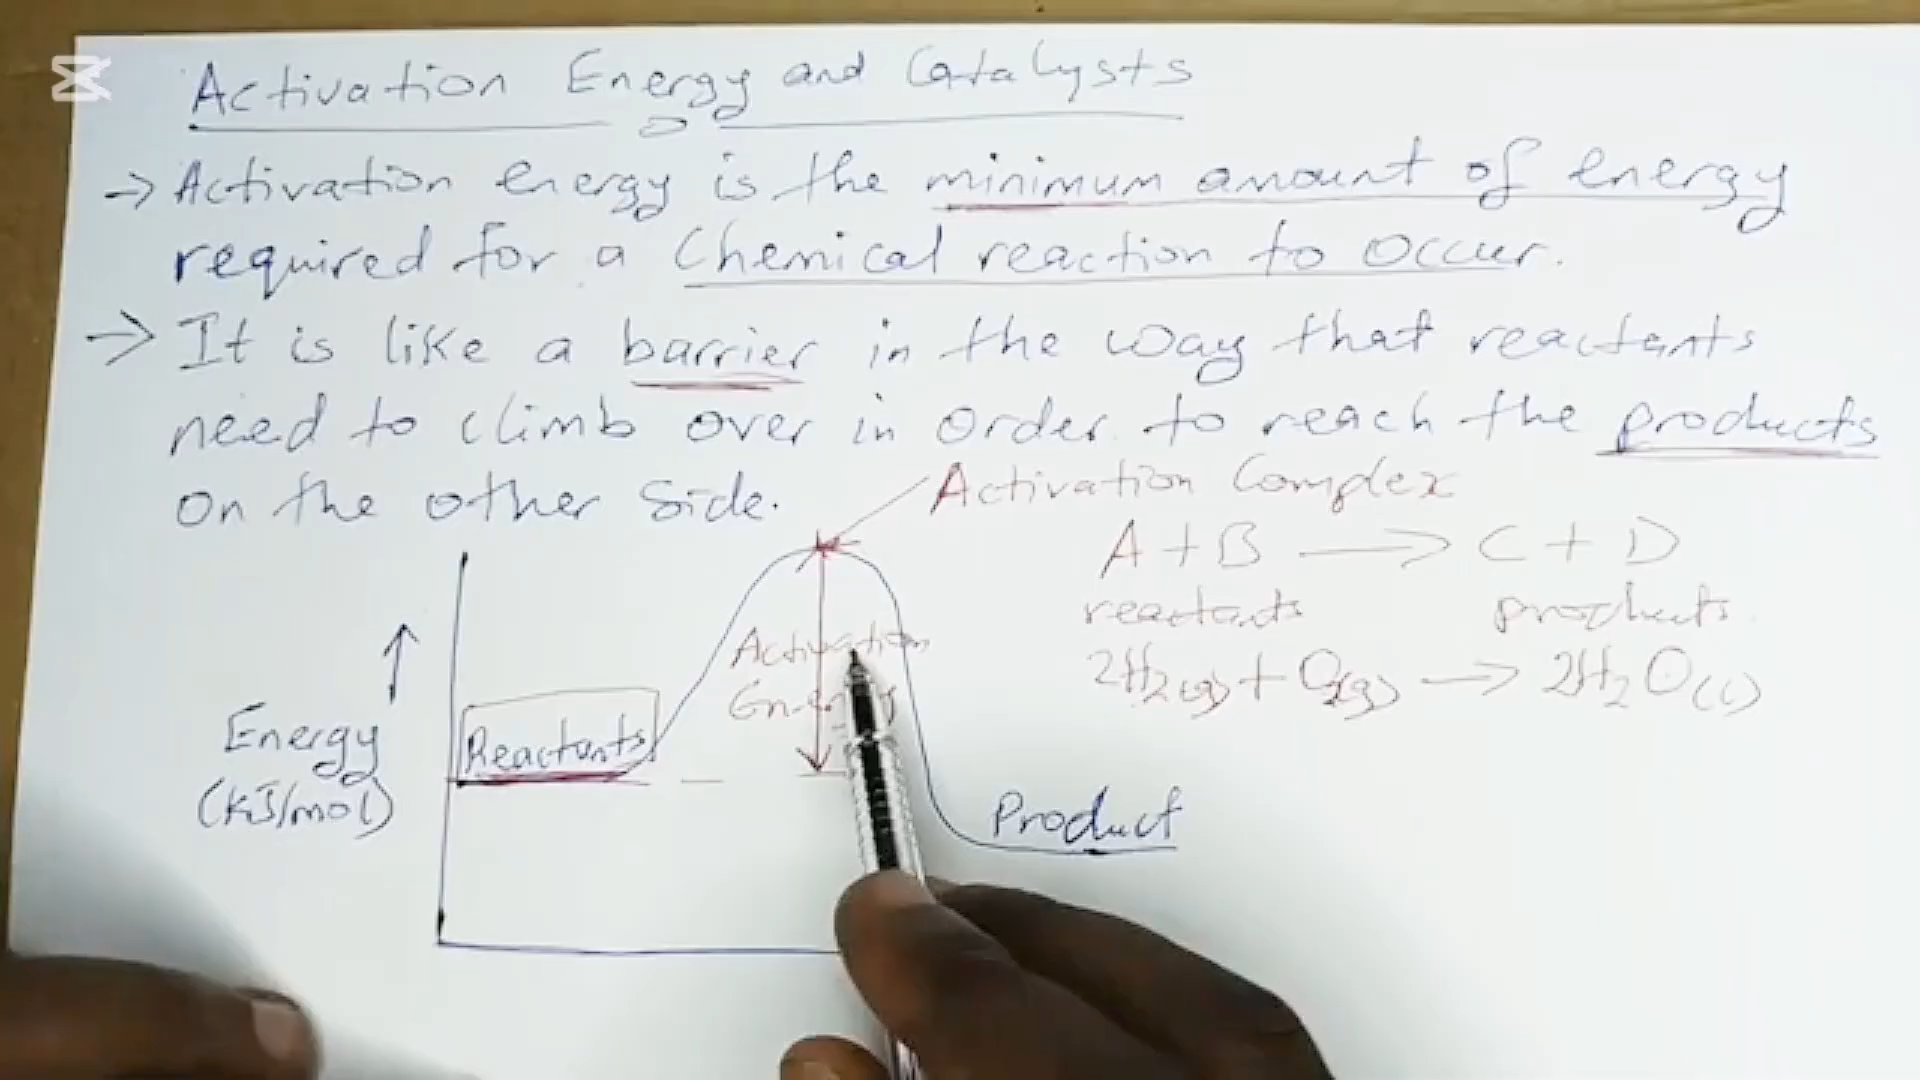 Activation Energy and Catalysts
→ Activation energy is the minimum amount of energy
required for a Chemical reaction to occur.
→ It is like a barrier in the way that reactants
need to climb over in order to reach the products
on the other side.
Activation Complex
A + B → C + D
reactants products.
2H₂(g) + O₂(g) → 2H₂O(l)
Activation
Energy
Reactants
Energy
(KJ/mol)
Product